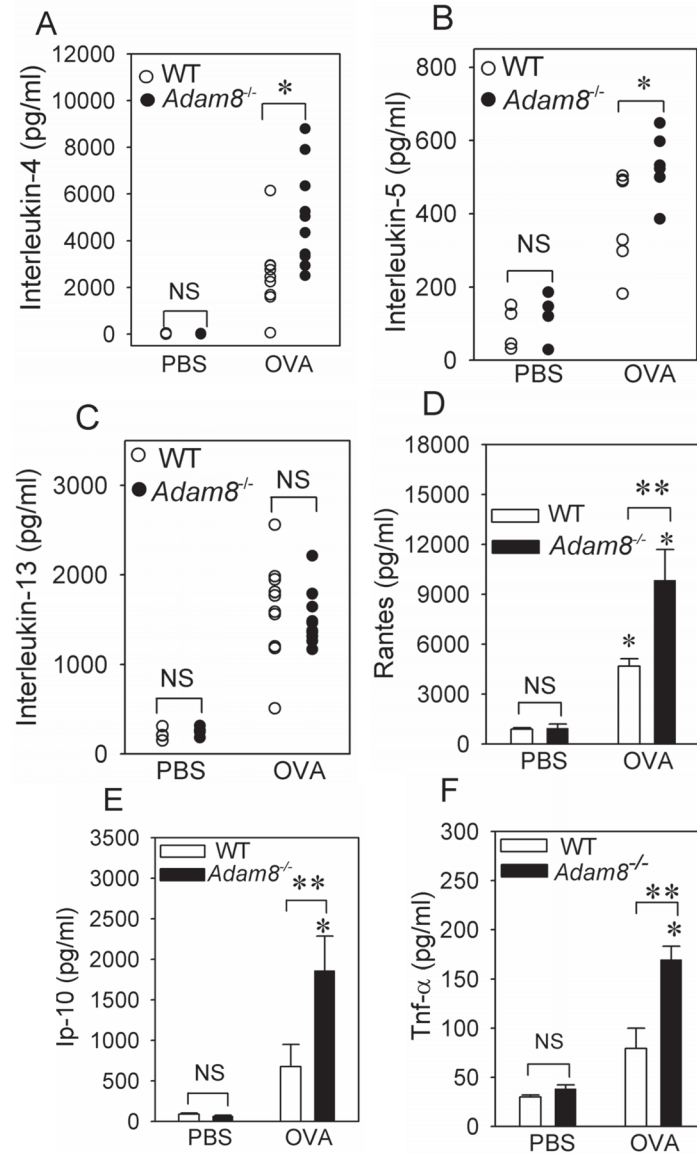 A
Interleukin-4 (pg/ml)
12000
10000
8000
6000
4000
2000
0
WT
Adam8-/-
*
NS
PBS
OVA
B
Interleukin-5 (pg/ml)
800
600
400
200
0
WT
Adam8-/-
*
NS
PBS
OVA
C
Interleukin-13 (pg/ml)
3000
2000
1000
0
WT
Adam8-/-
NS
NS
PBS
OVA
D
Rantes (pg/ml)
18000
15000
12000
9000
6000
3000
0
WT
Adam8-/-
**
*
*
NS
PBS
OVA
E
Ip-10 (pg/ml)
3500
3000
2500
2000
1500
1000
500
0
WT
Adam8-/-
**
*
NS
PBS
OVA
F
Tnf-α (pg/ml)
300
250
200
150
100
50
0
WT
Adam8-/-
**
*
NS
PBS
OVA